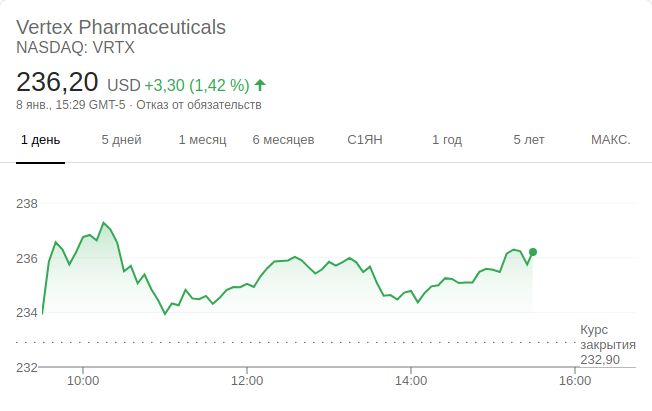 Vertex Pharmaceuticals
NASDAQ: VRTX
236,20 USD +3,30 (1,42 %)
8 янв., 15:29 GMT-5 · Отказ от обязательств
1 день 5 дней 1 месяц 6 месяцев С1ЯН 1 год 5 лет МАКС.
238
236
234
Курс
закрытия
232,90
232
10:00 12:00 14:00 16:00